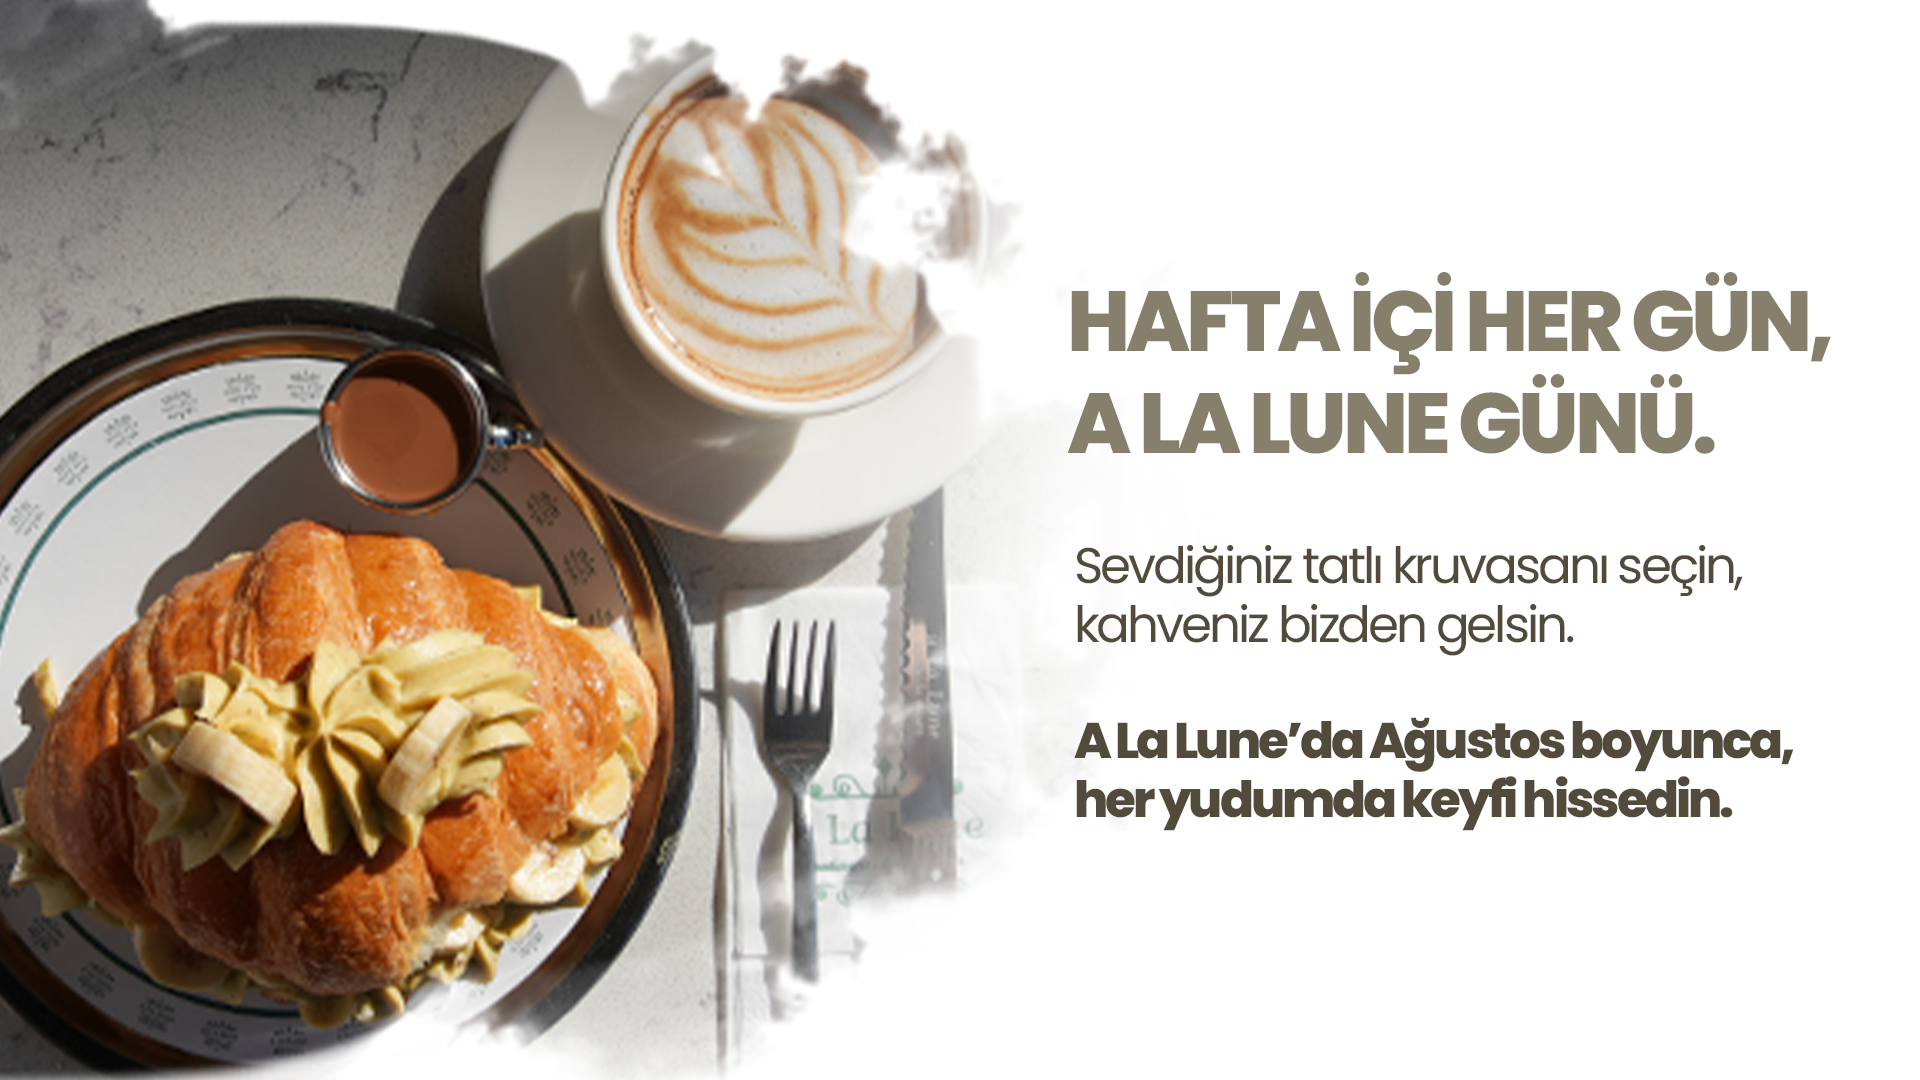 HAFTA İÇİ HER GÜN,
A LA LUNE GÜNÜ.
Sevdiğiniz tatlı kruvasanı seçin,
kahveniz bizden gelsin.
A La Lune’da Ağustos boyunca,
her yudumda keyfi hissedin.
La